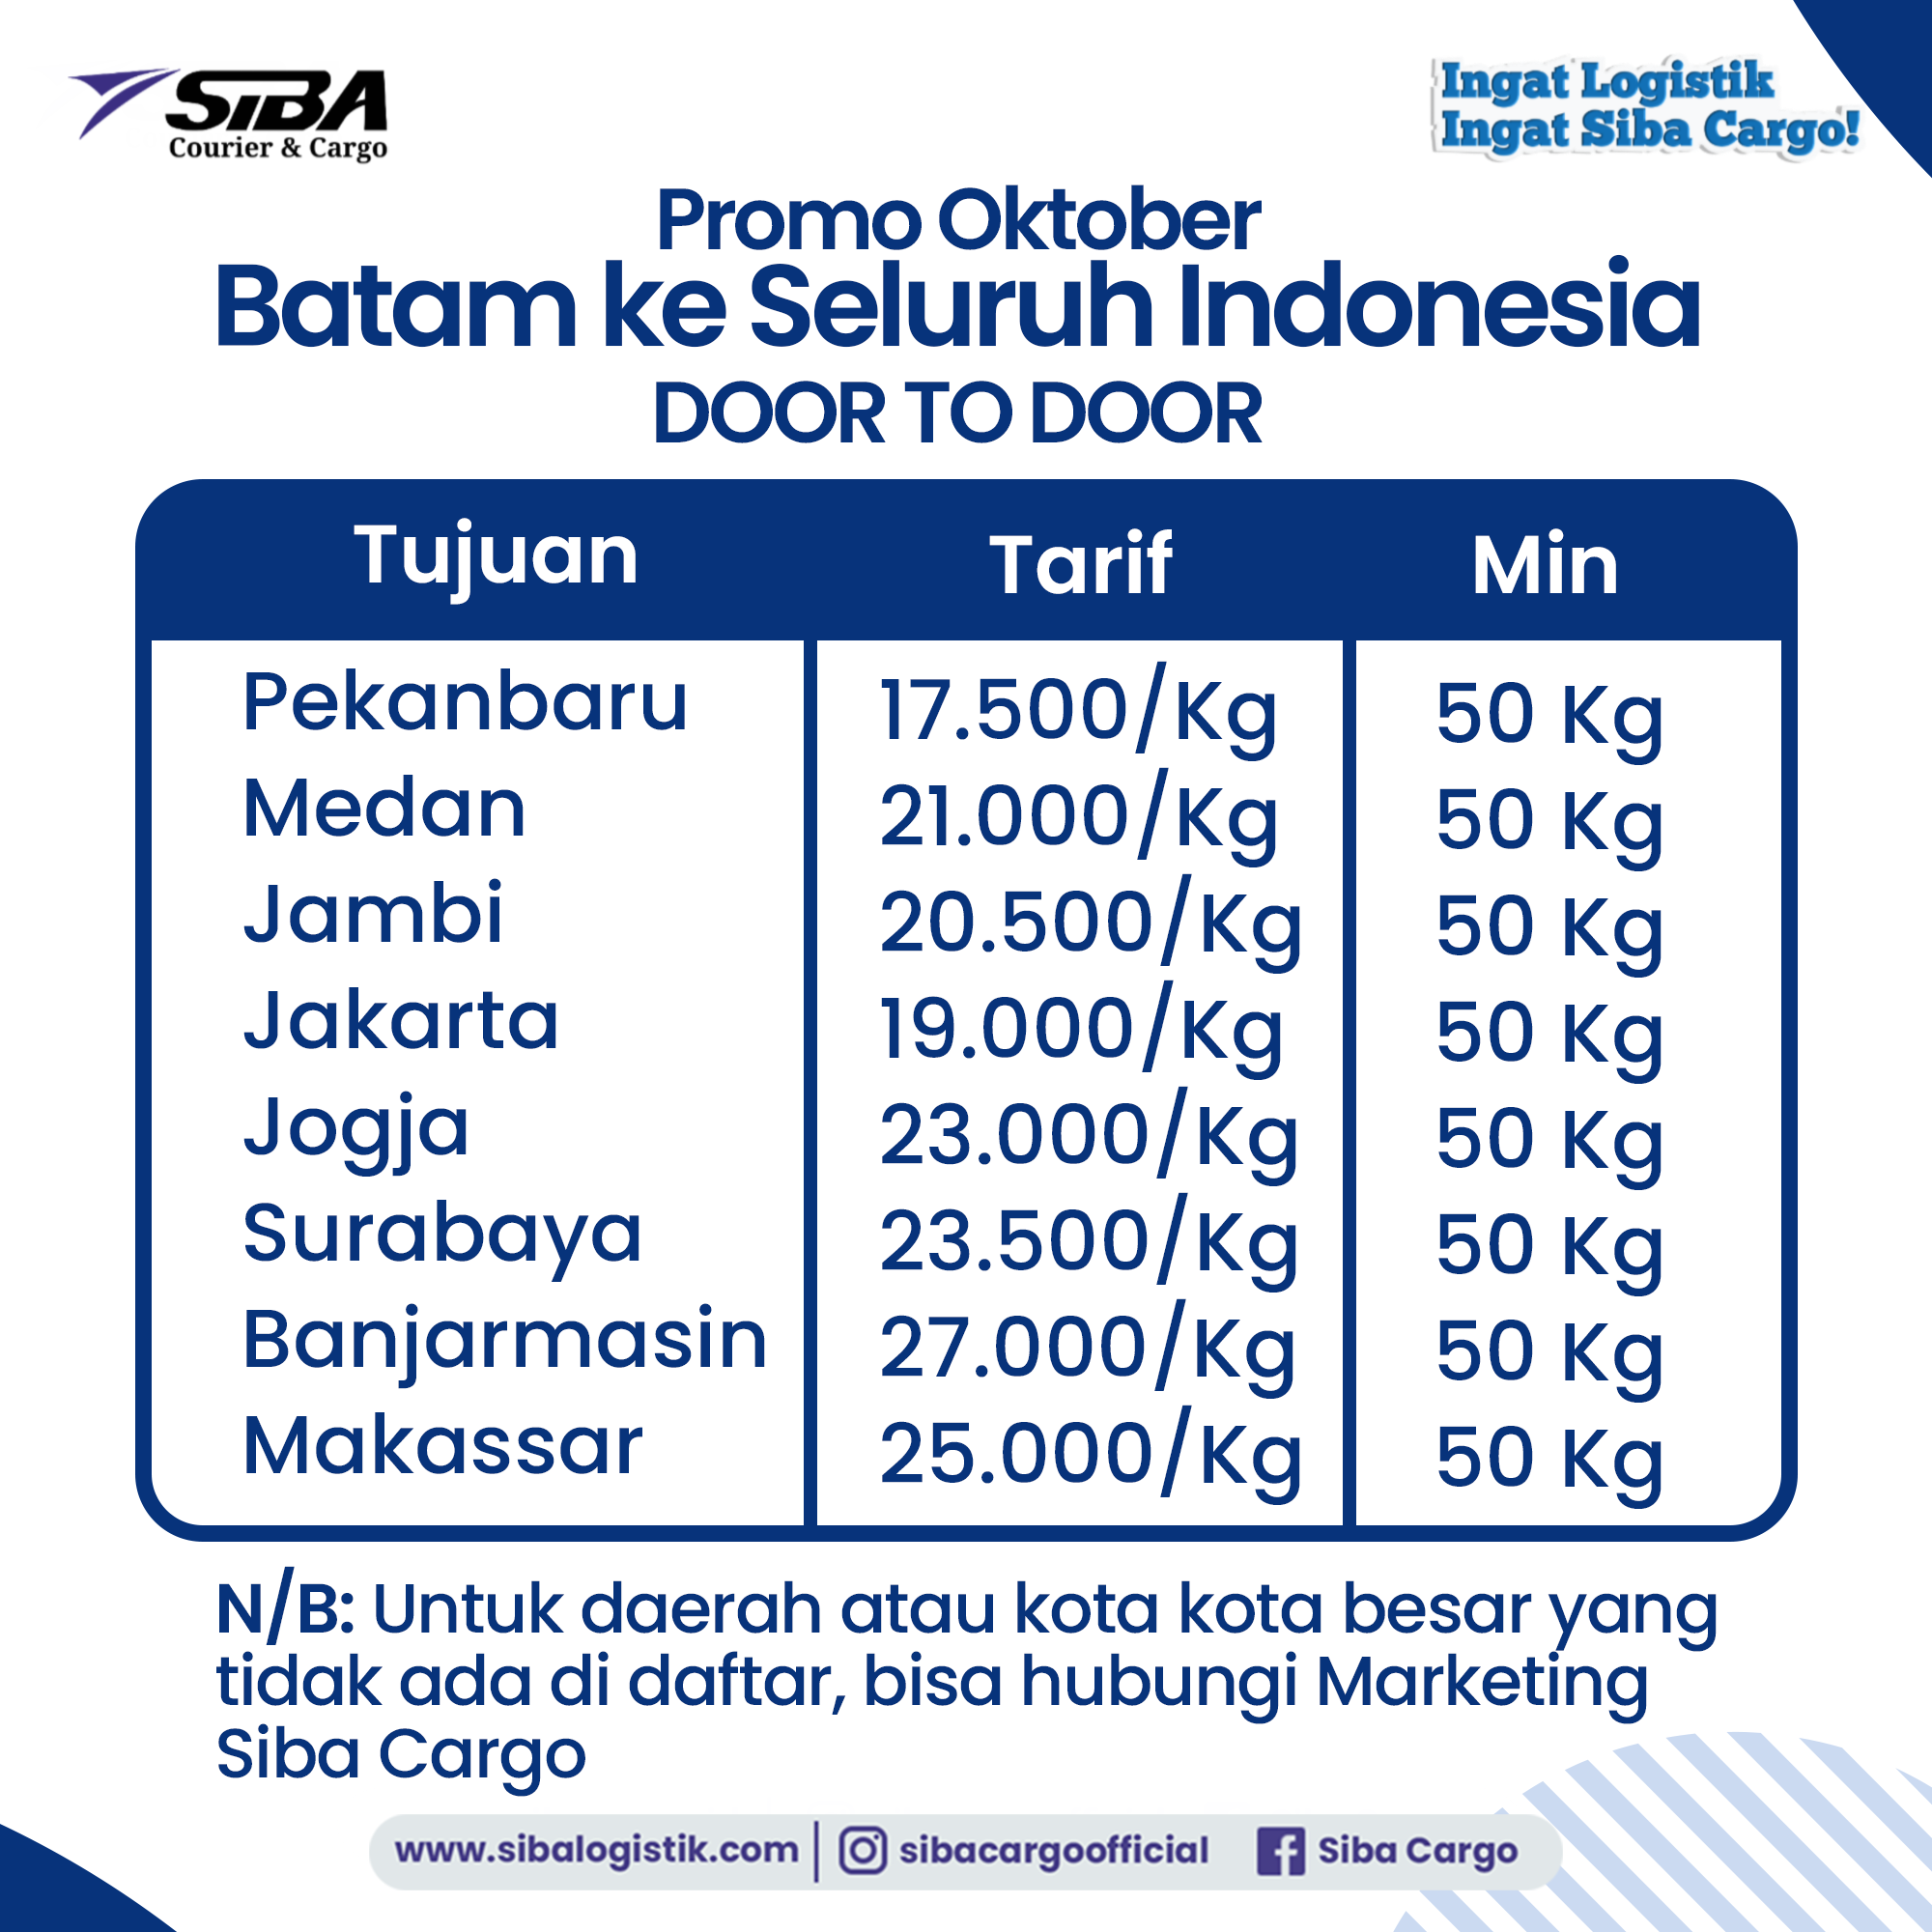 SIBA
Courier & Cargo
Ingat Logistik
Ingat Siba Cargo!
Promo Oktober
Batam ke Seluruh Indonesia
DOOR TO DOOR
Tujuan Tarif Min
Pekanbaru 17.500/Kg 50 Kg
Medan 21.000/Kg 50 Kg
Jambi 20.500/Kg 50 Kg
Jakarta 19.000/Kg 50 Kg
Jogja 23.000/Kg 50 Kg
Surabaya 23.500/Kg 50 Kg
Banjarmasin 27.000/Kg 50 Kg
Makassar 25.000/Kg 50 Kg
N/B: Untuk daerah atau kota kota besar yang
tidak ada di daftar, bisa hubungi Marketing
Siba Cargo
www.sibalogistik.com | sibacargoofficial Siba Cargo